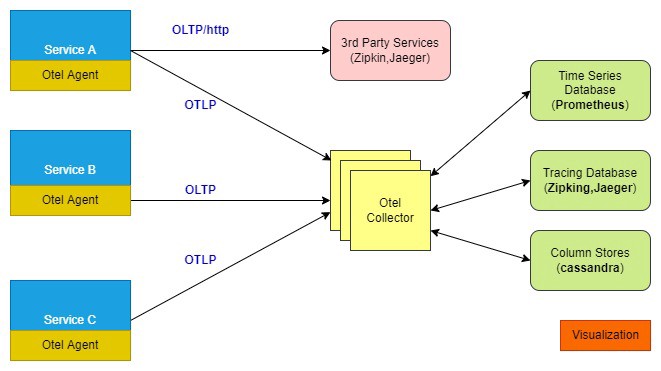 OLTP/http
Service A
Otel Agent
3rd Party Services
(Zipkin,Jaeger)
OTLP
Time Series
Database
(Prometheus)
Service B
Otel Agent
OLTP
Otel
Collector
Tracing Database
(Zipking,Jaeger)
OTLP
Column Stores
(cassandra)
Service C
Otel Agent
Visualization